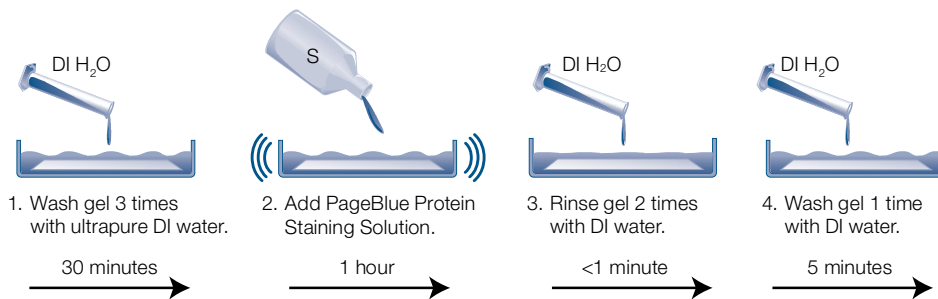 DI H₂O
S
DI H₂O
DI H₂O
1. Wash gel 3 times
with ultrapure DI water.
2. Add PageBlue Protein
Staining Solution.
3. Rinse gel 2 times
with DI water.
4. Wash gel 1 time
with DI water.
30 minutes
1 hour
<1 minute
5 minutes